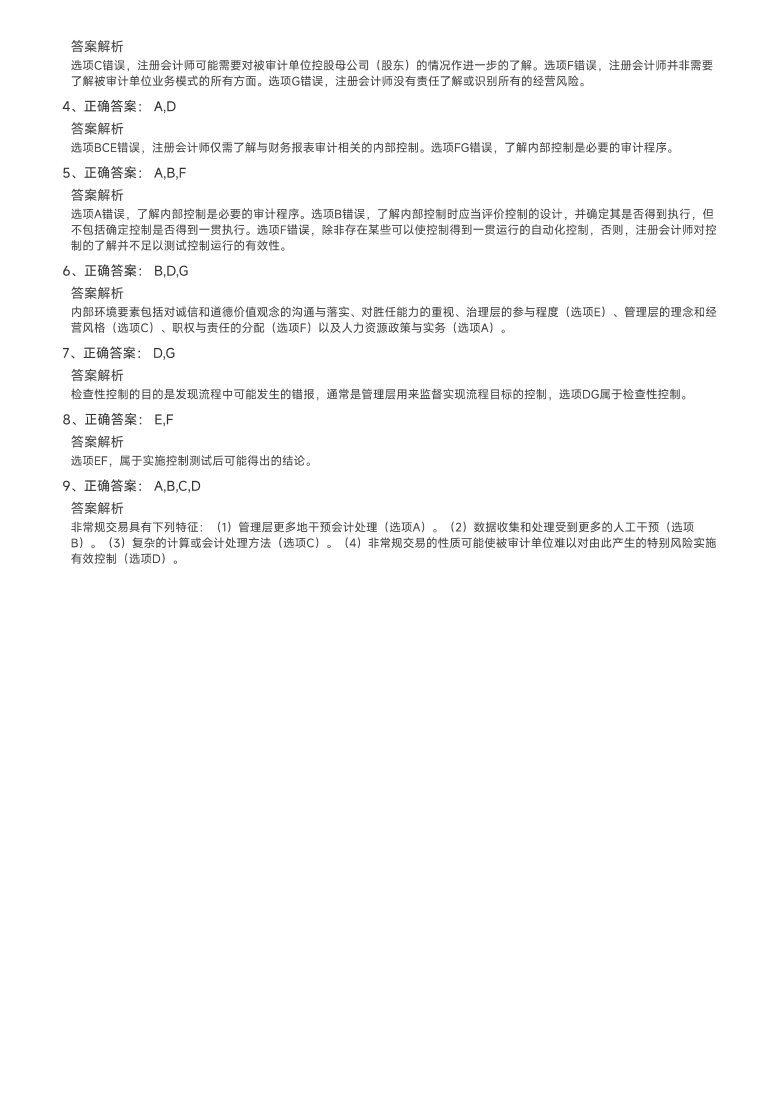 答案解析
选项C错误，注册会计师可能需要对被审计单位控股母公司（股东）的情况作进一步的了解。选项F错误，注册会计师并非需要
了解被审计单位业务模式的所有方面。选项G错误，注册会计师没有责任了解或识别所有的经营风险。
4、正确答案： A,D
答案解析
选项BCE错误，注册会计师仅需了解与财务报表审计相关的内部控制。选项FG错误，了解内部控制是必要的审计程序。
5、正确答案： A,B,F
答案解析
选项A错误，了解内部控制是必要的审计程序。选项B错误，了解内部控制时应当评价控制的设计，并确定其是否得到执行，但
不包括确定控制是否得到一贯执行。选项F错误，除非存在某些可以使控制得到一贯运行的自动化控制，否则，注册会计师对控
制的了解并不足以测试控制运行的有效性。
6、正确答案： B,D,G
答案解析
内部环境要素包括对诚信和道德价值观念的沟通与落实、对胜任能力的重视、治理层的参与程度（选项E）、管理层的理念和经
营风格（选项C）、职权与责任的分配（选项F）以及人力资源政策与实务（选项A）。
7、正确答案： D,G
答案解析
检查性控制的目的是发现流程中可能发生的错报，通常是管理层用来监督实现流程目标的控制，选项DG属于检查性控制。
8、正确答案： E,F
答案解析
选项EF，属于实施控制测试后可能得出的结论。
9、正确答案： A,B,C,D
答案解析
非常规交易具有下列特征：（1）管理层更多地干预会计处理（选项A）。（2）数据收集和处理受到更多的人工干预（选项
B）。（3）复杂的计算或会计处理方法（选项C）。（4）非常规交易的性质可能使被审计单位难以对由此产生的特别风险实施
有效控制（选项D）。